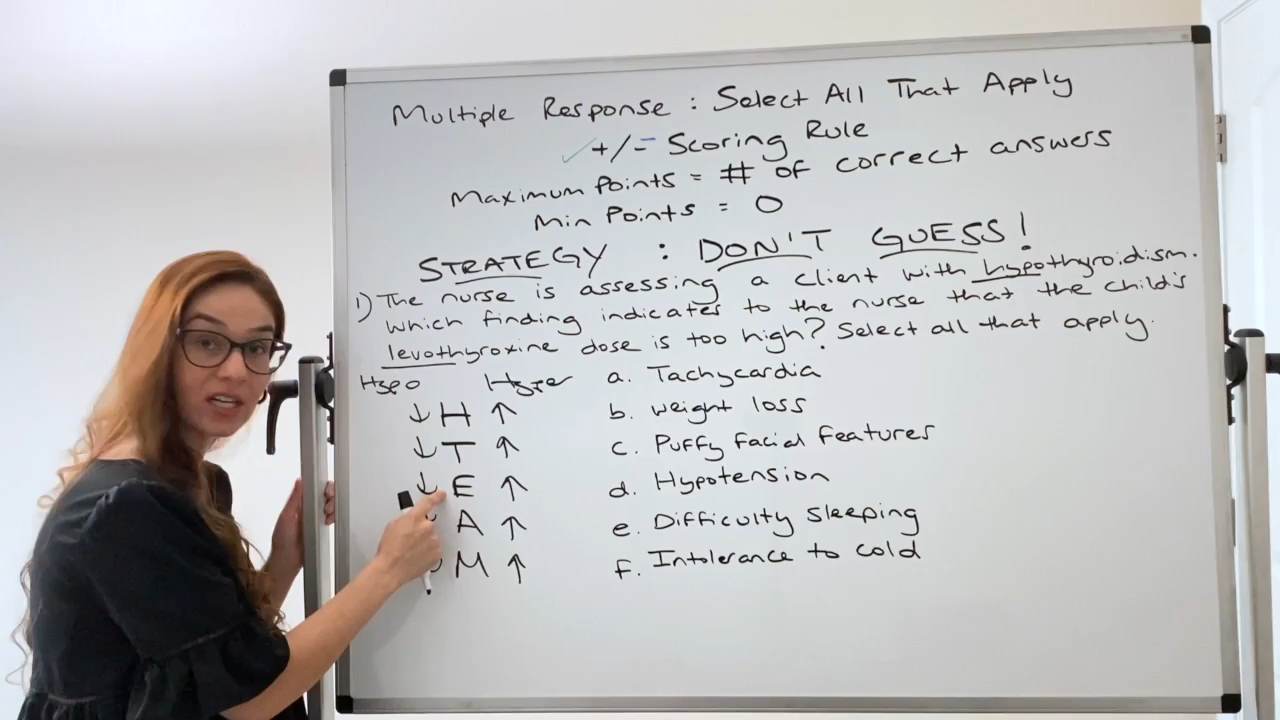 Multiple Response : Select All That Apply
✓ +/- Scoring Rule
Maximum Points = # of correct answers
Min Points = 0
STRATEGY : DON'T GUESS!
1) The nurse is assessing a client with hypothyroidism.
which finding indicates to the nurse that the child's
levothyroxine dose is too high? Select all that apply.
Hypo Hyper
↓ H ↑
↓ T ↑
↓ E ↑
A ↑
M ↑
a. Tachycardia
b. weight loss
c. Puffy facial features
d. Hypotension
e. Difficulty sleeping
f. Intolerance to cold